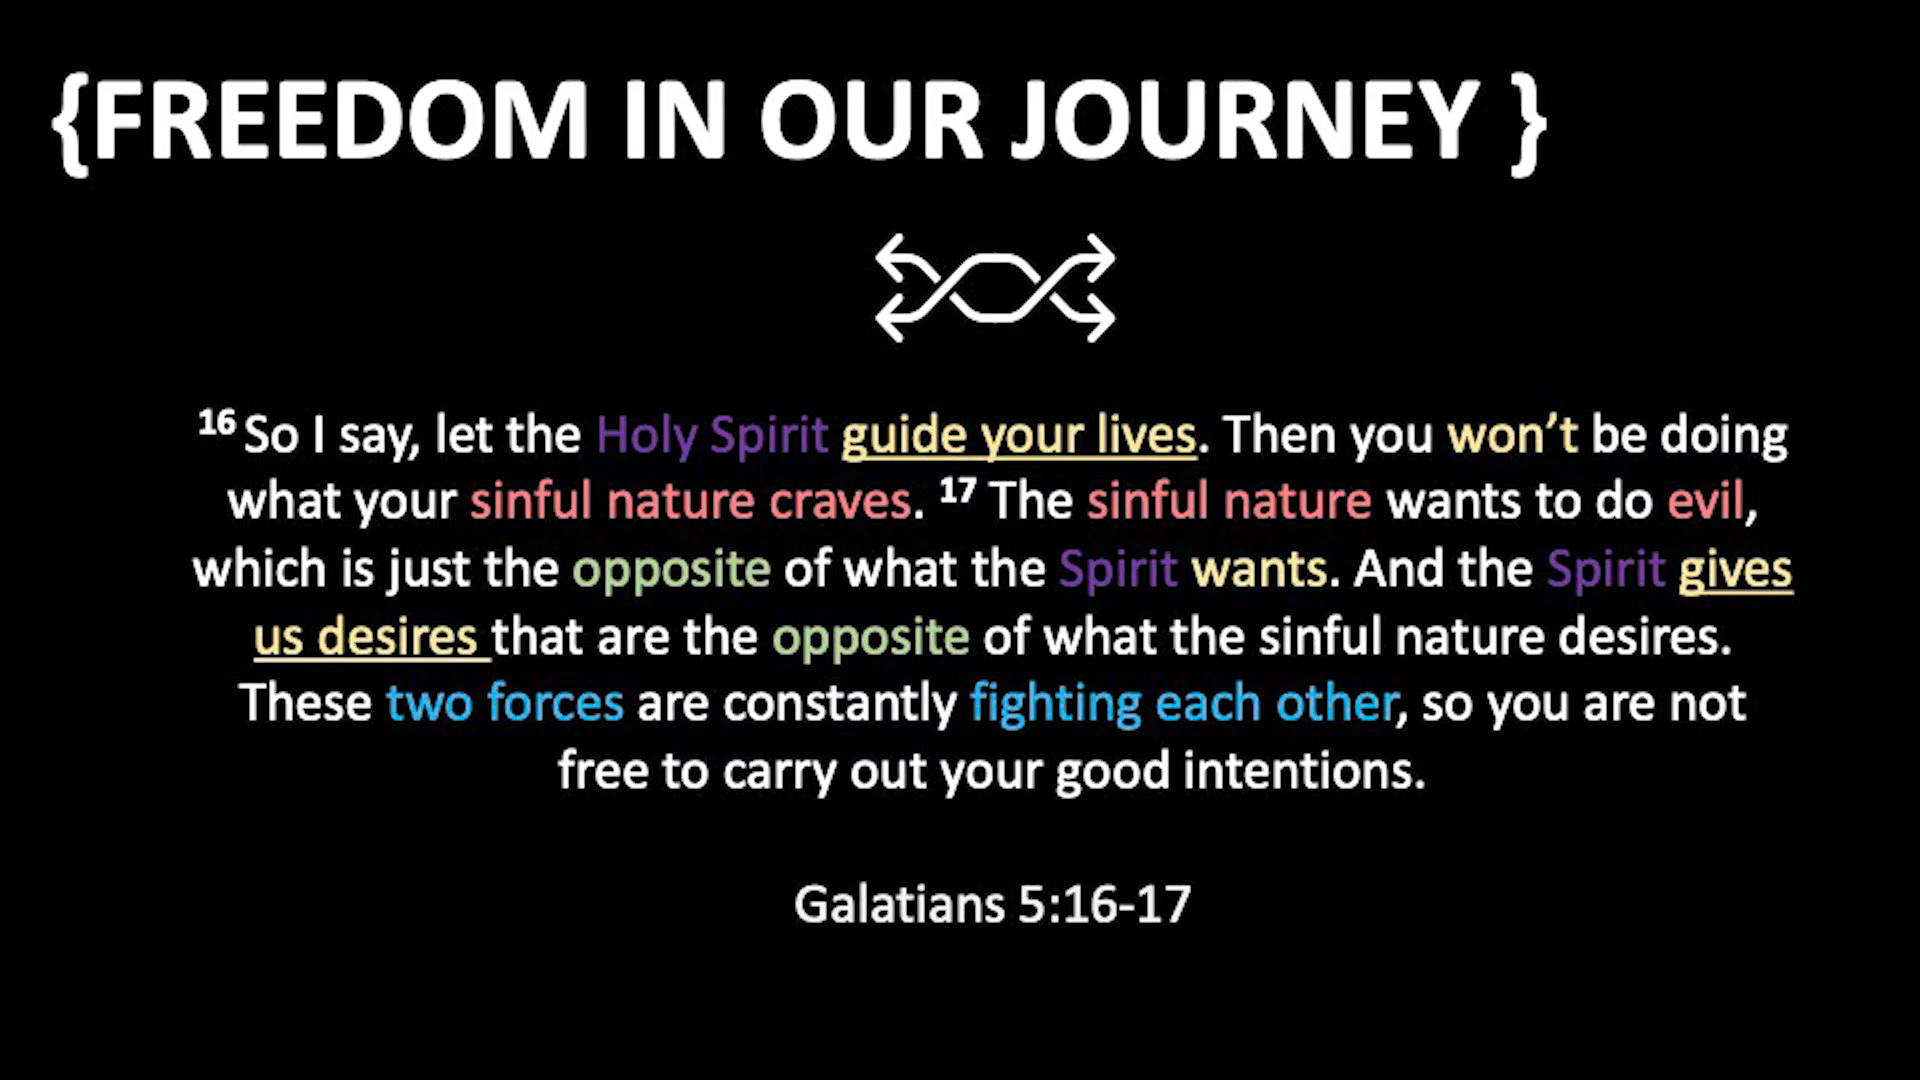 {FREEDOM IN OUR JOURNEY }
16 So I say, let the Holy Spirit guide your lives. Then you won’t be doing
what your sinful nature craves. 17 The sinful nature wants to do evil,
which is just the opposite of what the Spirit wants. And the Spirit gives
us desires that are the opposite of what the sinful nature desires.
These two forces are constantly fighting each other, so you are not
free to carry out your good intentions.
Galatians 5:16-17